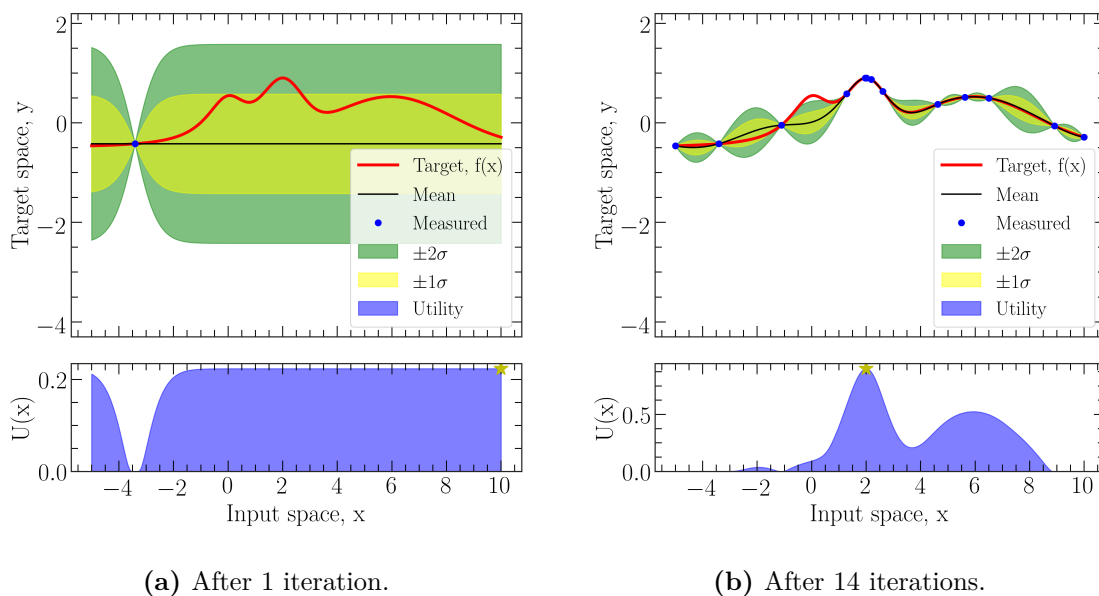 2
0
−2
−4
Target space, y
Target, f(x)
Mean
Measured
±2σ
±1σ
Utility
0.2
0.0
U(x)
−4 −2 0 2 4 6 8 10
Input space, x
(a) After 1 iteration.
2
0
−2
−4
Target space, y
Target, f(x)
Mean
Measured
±2σ
±1σ
Utility
0.5
0.0
U(x)
−4 −2 0 2 4 6 8 10
Input space, x
(b) After 14 iterations.